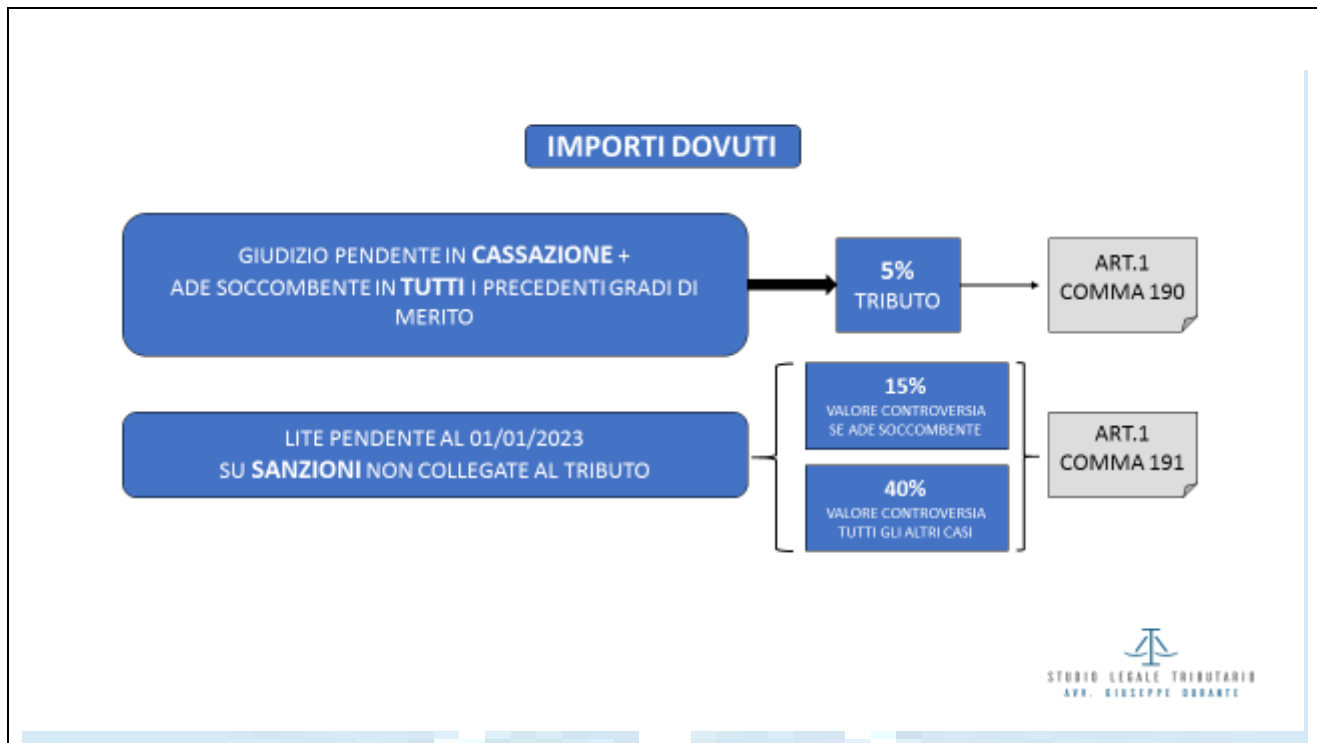 IMPORTI DOVUTI
GIUDIZIO PENDENTE IN CASSAZIONE +
ADE SOCCOMBENTE IN TUTTI I PRECEDENTI GRADI DI
MERITO
5%
TRIBUTO
ART.1
COMMA 190
LITE PENDENTE AL 01/01/2023
SU SANZIONI NON COLLEGATE AL TRIBUTO
15%
VALORE CONTROVERSIA
SE ADE SOCCOMBENTE
40%
VALORE CONTROVERSIA
TUTTI GLI ALTRI CASI
ART.1
COMMA 191
STUDIO LEGALE TRIBUTARIO
AVV. GIUSEPPE DURANTE